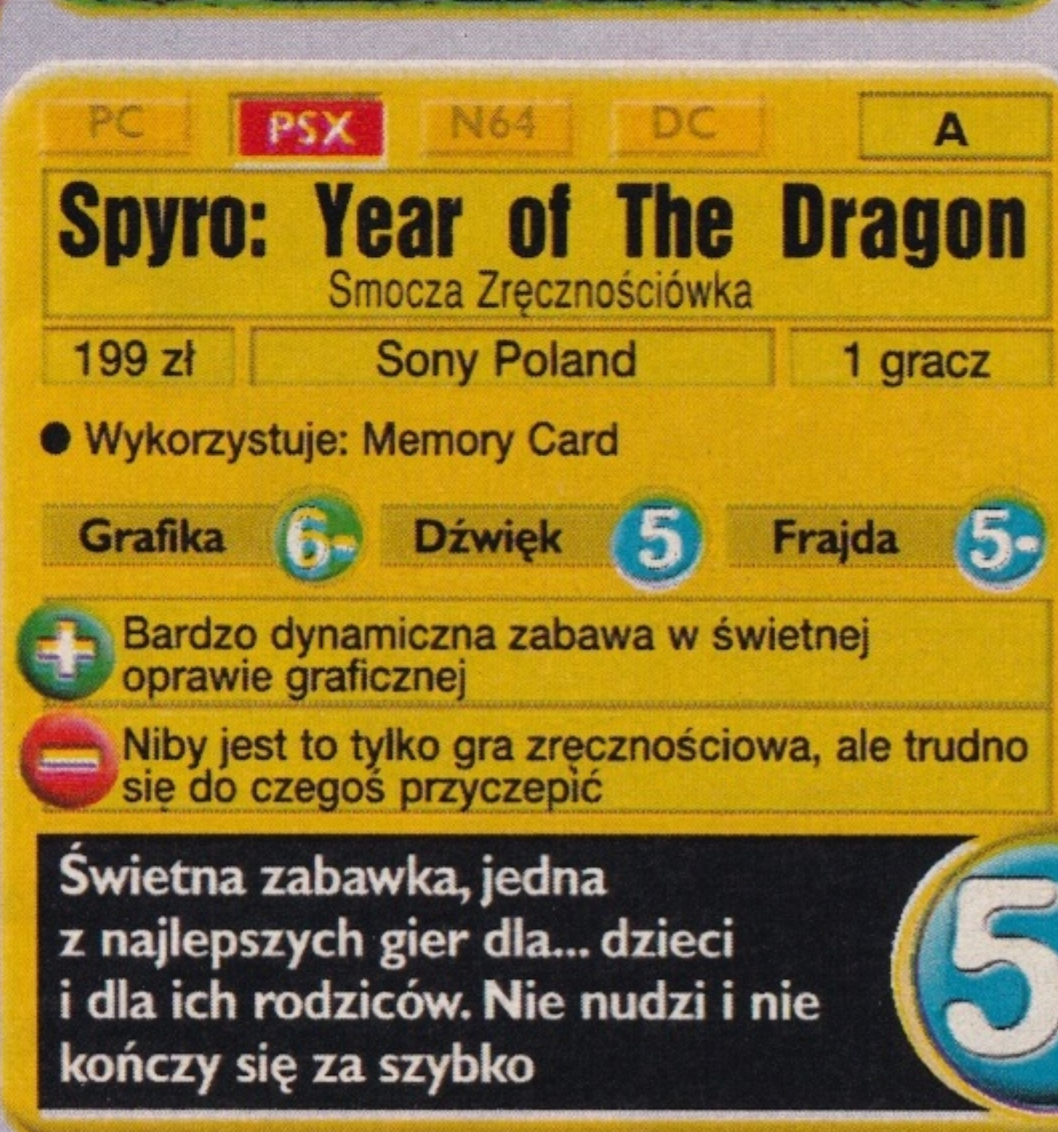 PC PSX N64 DC A
Spyro: Year of The Dragon
Smocza Zręcznościówka
199 zł Sony Poland 1 gracz
● Wykorzystuje: Memory Card
Grafika 6- Dźwięk 5 Frajda 5-
+ Bardzo dynamiczna zabawa w świetnej
oprawie graficznej
− Niby jest to tylko gra zręcznościowa, ale trudno
się do czegoś przyczepić
Świetna zabawka, jedna
z najlepszych gier dla... dzieci
i dla ich rodziców. Nie nudzi i nie
kończy się za szybko
5